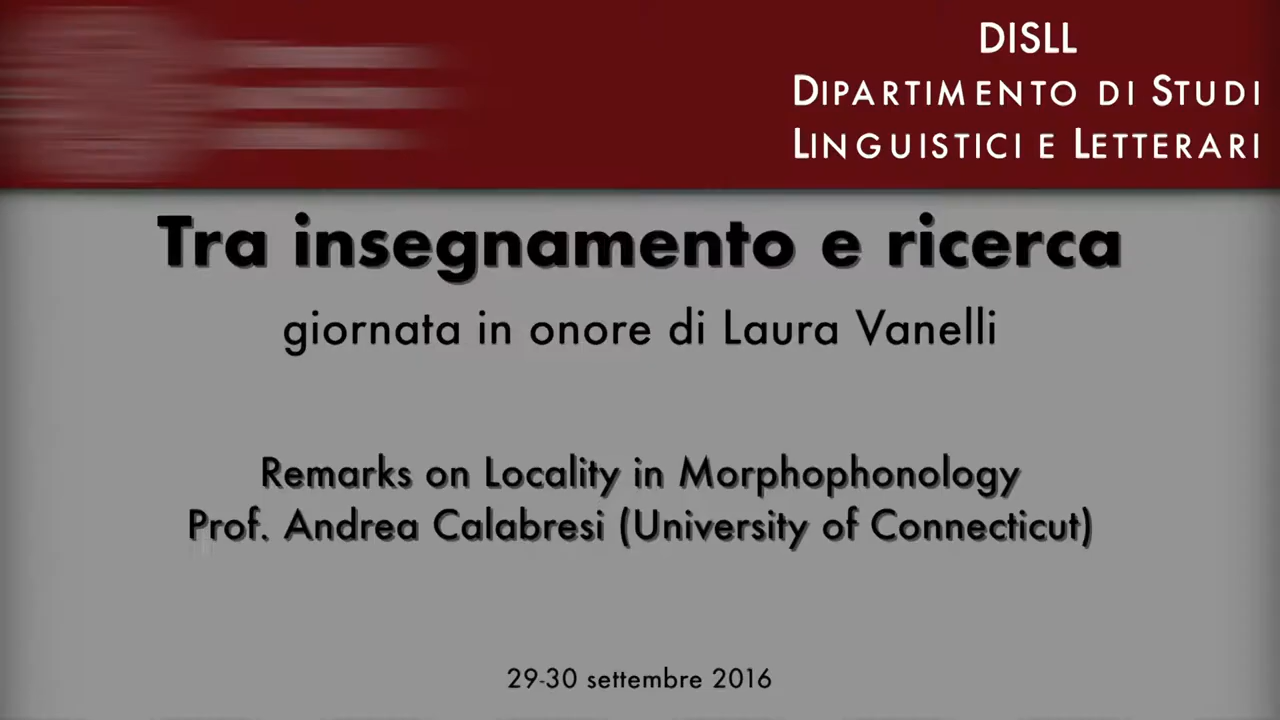 DISLL
DIPARTIMENTO DI STUDI
LINGUISTICI E LETTERARI
Tra insegnamento e ricerca
giornata in onore di Laura Vanelli
Remarks on Locality in Morphophonology
Prof. Andrea Calabresi (University of Connecticut)
29-30 settembre 2016